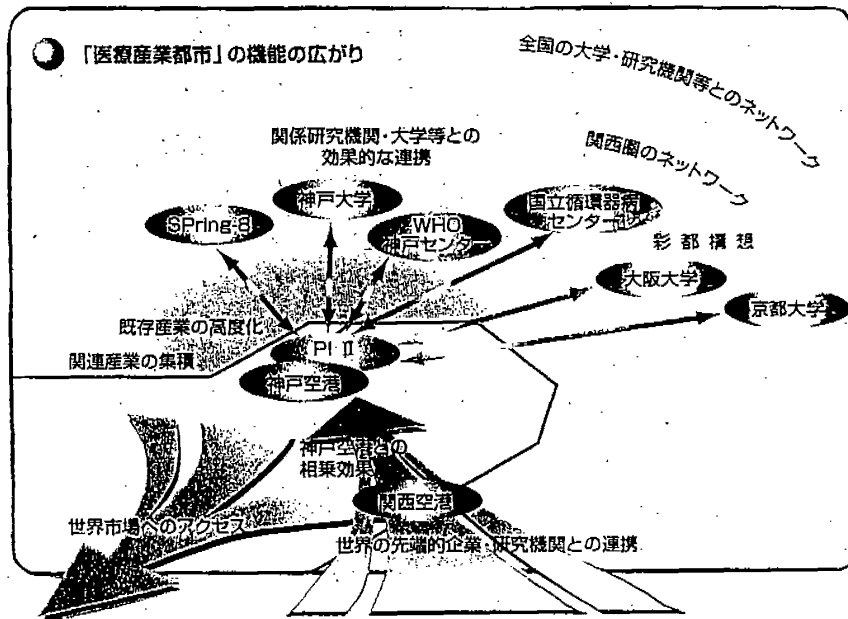 「医療産業都市」の機能の広がり
全国の大学・研究機関等とのネットワーク
関西圏のネットワーク
関係研究機関・大学等との
効果的な連携
神戸大学
SPring-8
WHO
神戸センター
国立循環器病
センター
彩都構想
大阪大学
京都大学
既存産業の高度化
関連産業の集積
PI Ⅱ
神戸空港
神戸空港との
相乗効果
関西空港
世界市場へのアクセス
世界の先端的企業・研究機関との連携